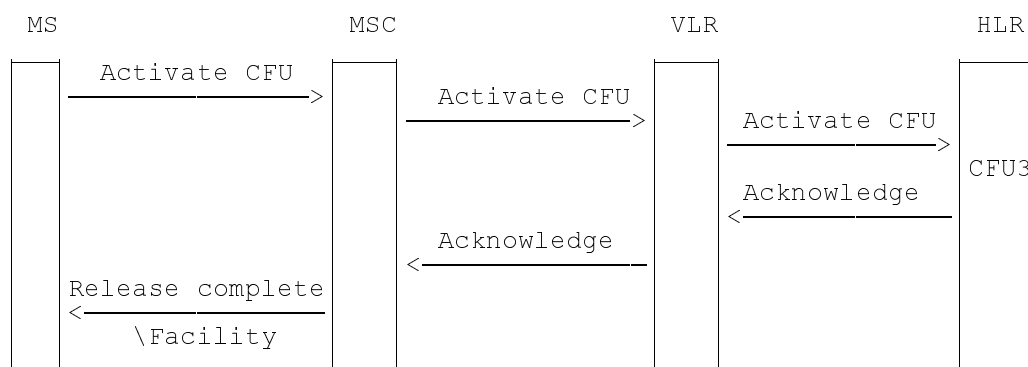 MS MSC VLR HLR
Activate CFU
Activate CFU
Activate CFU
CFU3
Acknowledge
Acknowledge
Release complete
\Facility